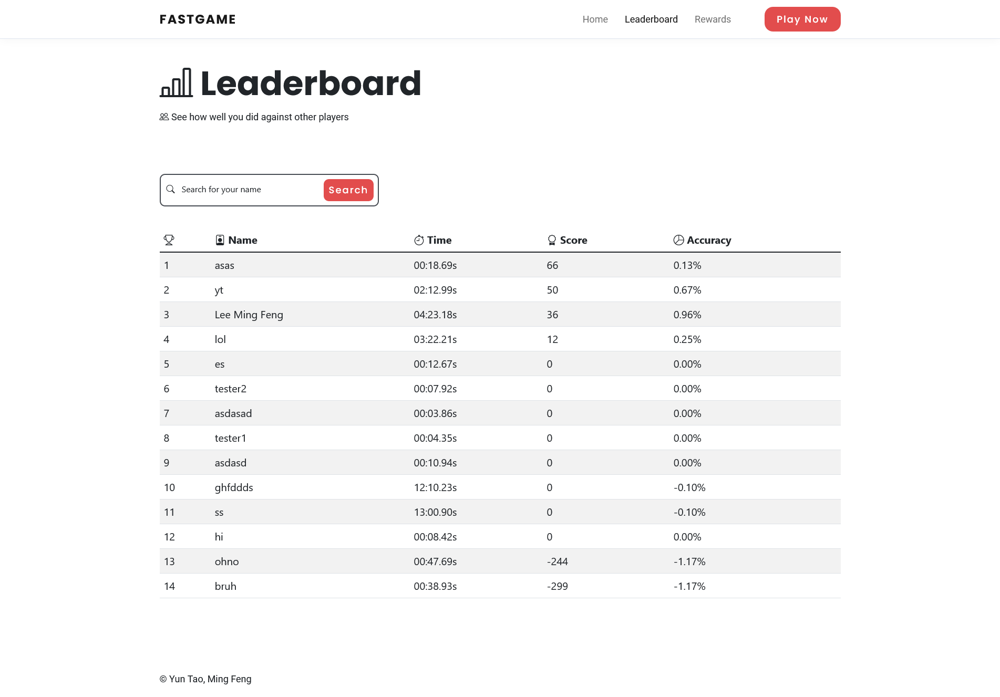 FASTGAME Home Leaderboard Rewards Play Now
Leaderboard
See how well you did against other players
Search for your name Search
Name Time Score Accuracy
1 asas 00:18.69s 66 0.13%
2 yt 02:12.99s 50 0.67%
3 Lee Ming Feng 04:23.18s 36 0.96%
4 lol 03:22.21s 12 0.25%
5 es 00:12.67s 0 0.00%
6 tester2 00:07.92s 0 0.00%
7 asdasad 00:03.86s 0 0.00%
8 tester1 00:04.35s 0 0.00%
9 asdasd 00:10.94s 0 0.00%
10 ghfddds 12:10.23s 0 -0.10%
11 ss 13:00.90s 0 -0.10%
12 hi 00:08.42s 0 0.00%
13 ohno 00:47.69s -244 -1.17%
14 bruh 00:38.93s -299 -1.17%
© Yun Tao, Ming Feng